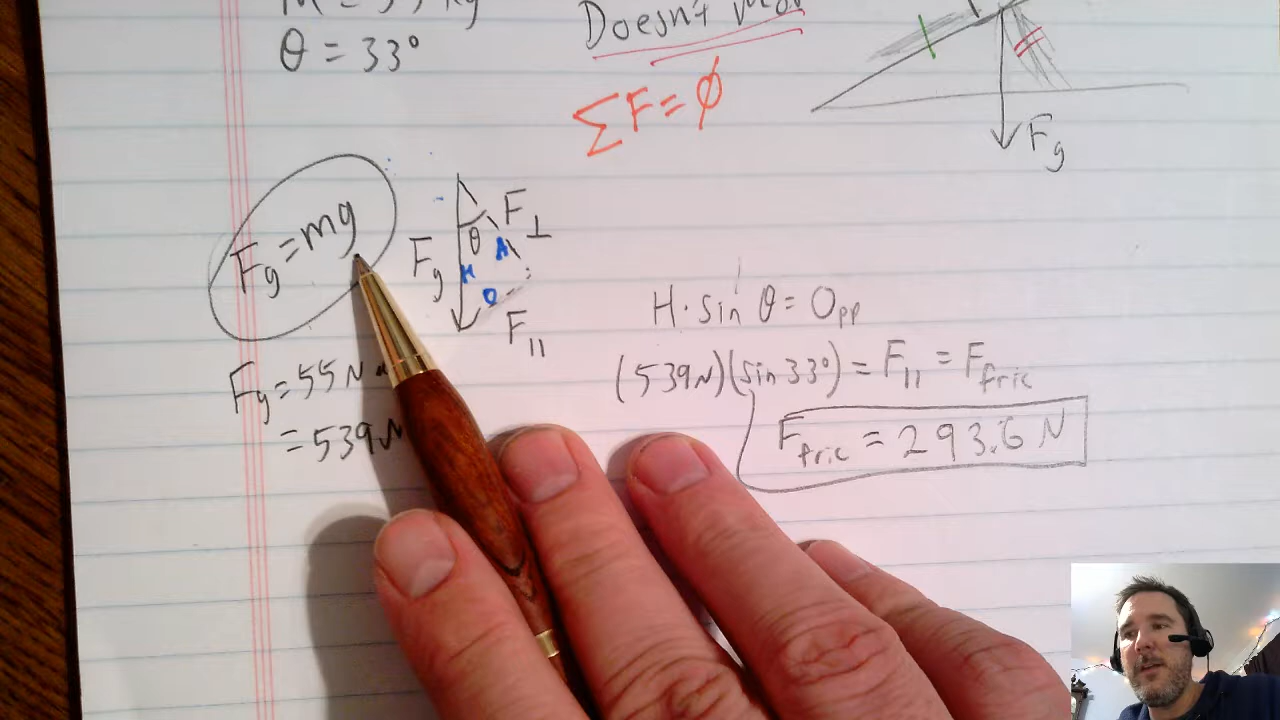 θ = 33°
Doesn't
ΣF = ∅
Fg
Fg = mg
Fg
θ
F⊥
A
H
O
F||
Fg = 55N
= 539N
H · sin θ = Opp
(539N)(sin 33°) = F|| = Ffric
Ffric = 293.6 N